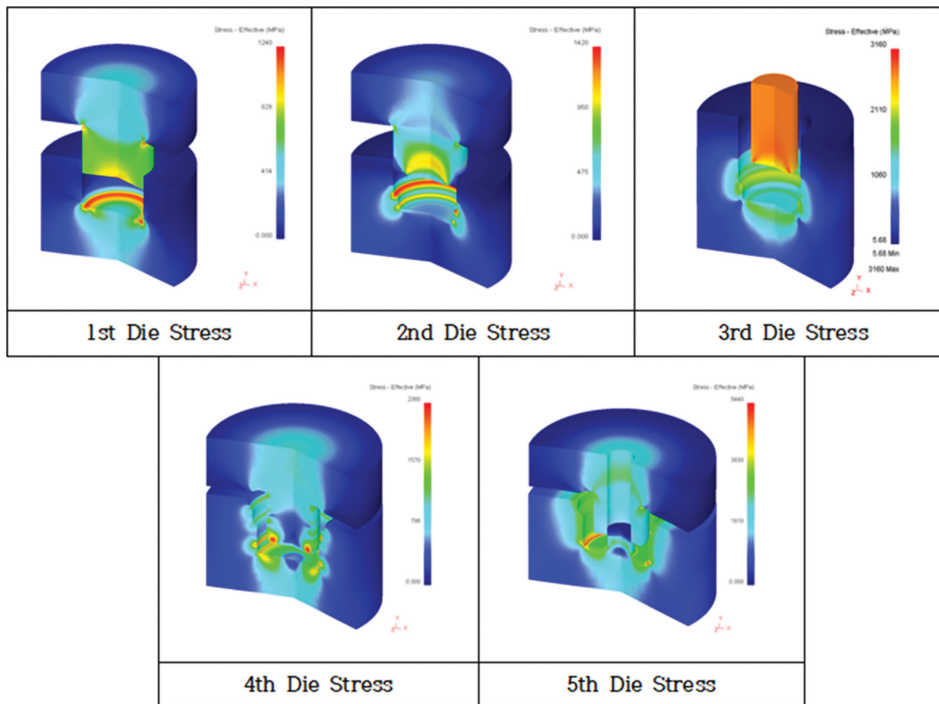 Stress - Effective (MPa)
1240
828
414
0.000
Y
Z X
1st Die Stress
Stress - Effective (MPa)
1420
950
475
0.000
Y
Z X
2nd Die Stress
Stress - Effective (MPa)
3160
2110
1060
5.68
5.68 Min
3160 Max
Y
Z X
3rd Die Stress
Stress - Effective (MPa)
2360
1570
0.000
Y
Z X
4th Die Stress
Stress - Effective (MPa)
5440
1810
0.000
Y
Z X
5th Die Stress